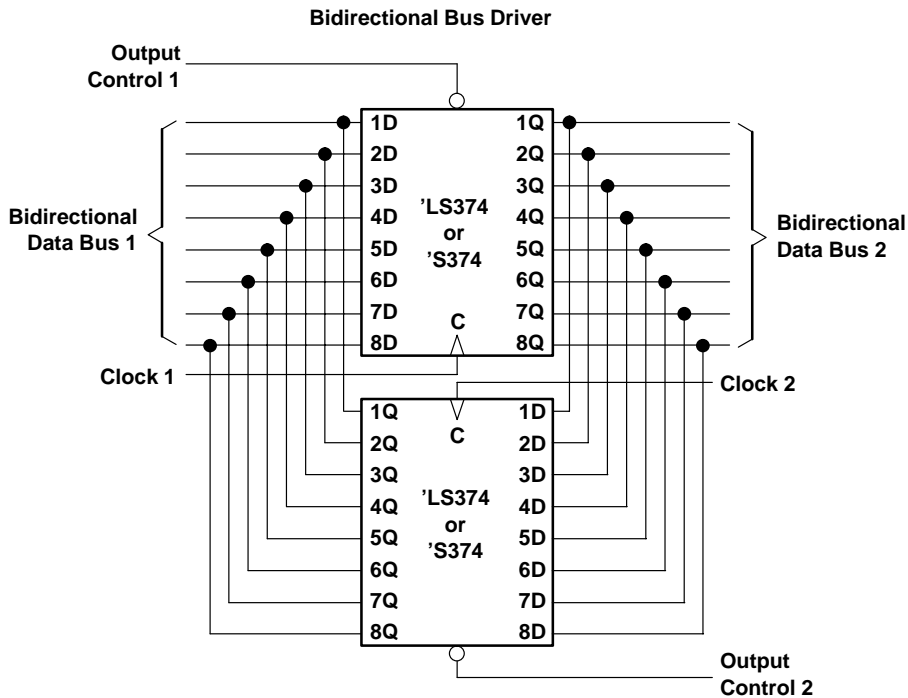 Bidirectional Bus Driver
Output
Control 1
1D
2D
3D
4D
5D
6D
7D
8D
'LS374
or
'S374
C
1Q
2Q
3Q
4Q
5Q
6Q
7Q
8Q
Bidirectional
Data Bus 1
Bidirectional
Data Bus 2
Clock 1
Clock 2
1Q
2Q
3Q
4Q
5Q
6Q
7Q
8Q
C
'LS374
or
'S374
1D
2D
3D
4D
5D
6D
7D
8D
Output
Control 2